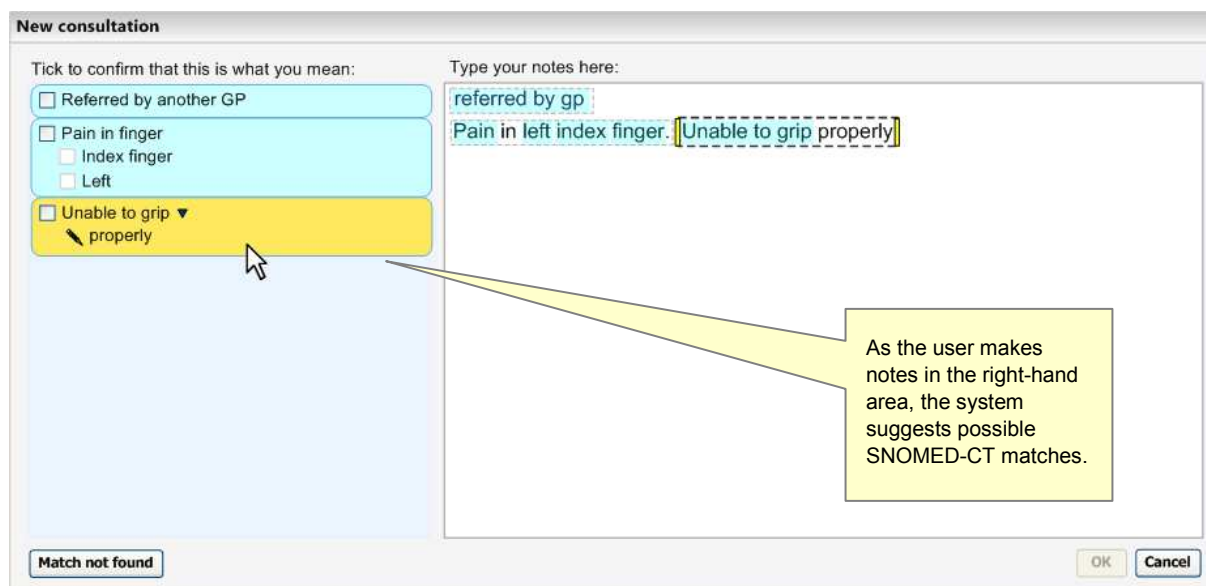 New consultation
Tick to confirm that this is what you mean:
Referred by another GP
Pain in finger
Index finger
Left
Unable to grip
properly
Type your notes here:
referred by gp
Pain in left index finger. Unable to grip properly
As the user makes
notes in the right-hand
area, the system
suggests possible
SNOMED-CT matches.
Match not found
OK
Cancel